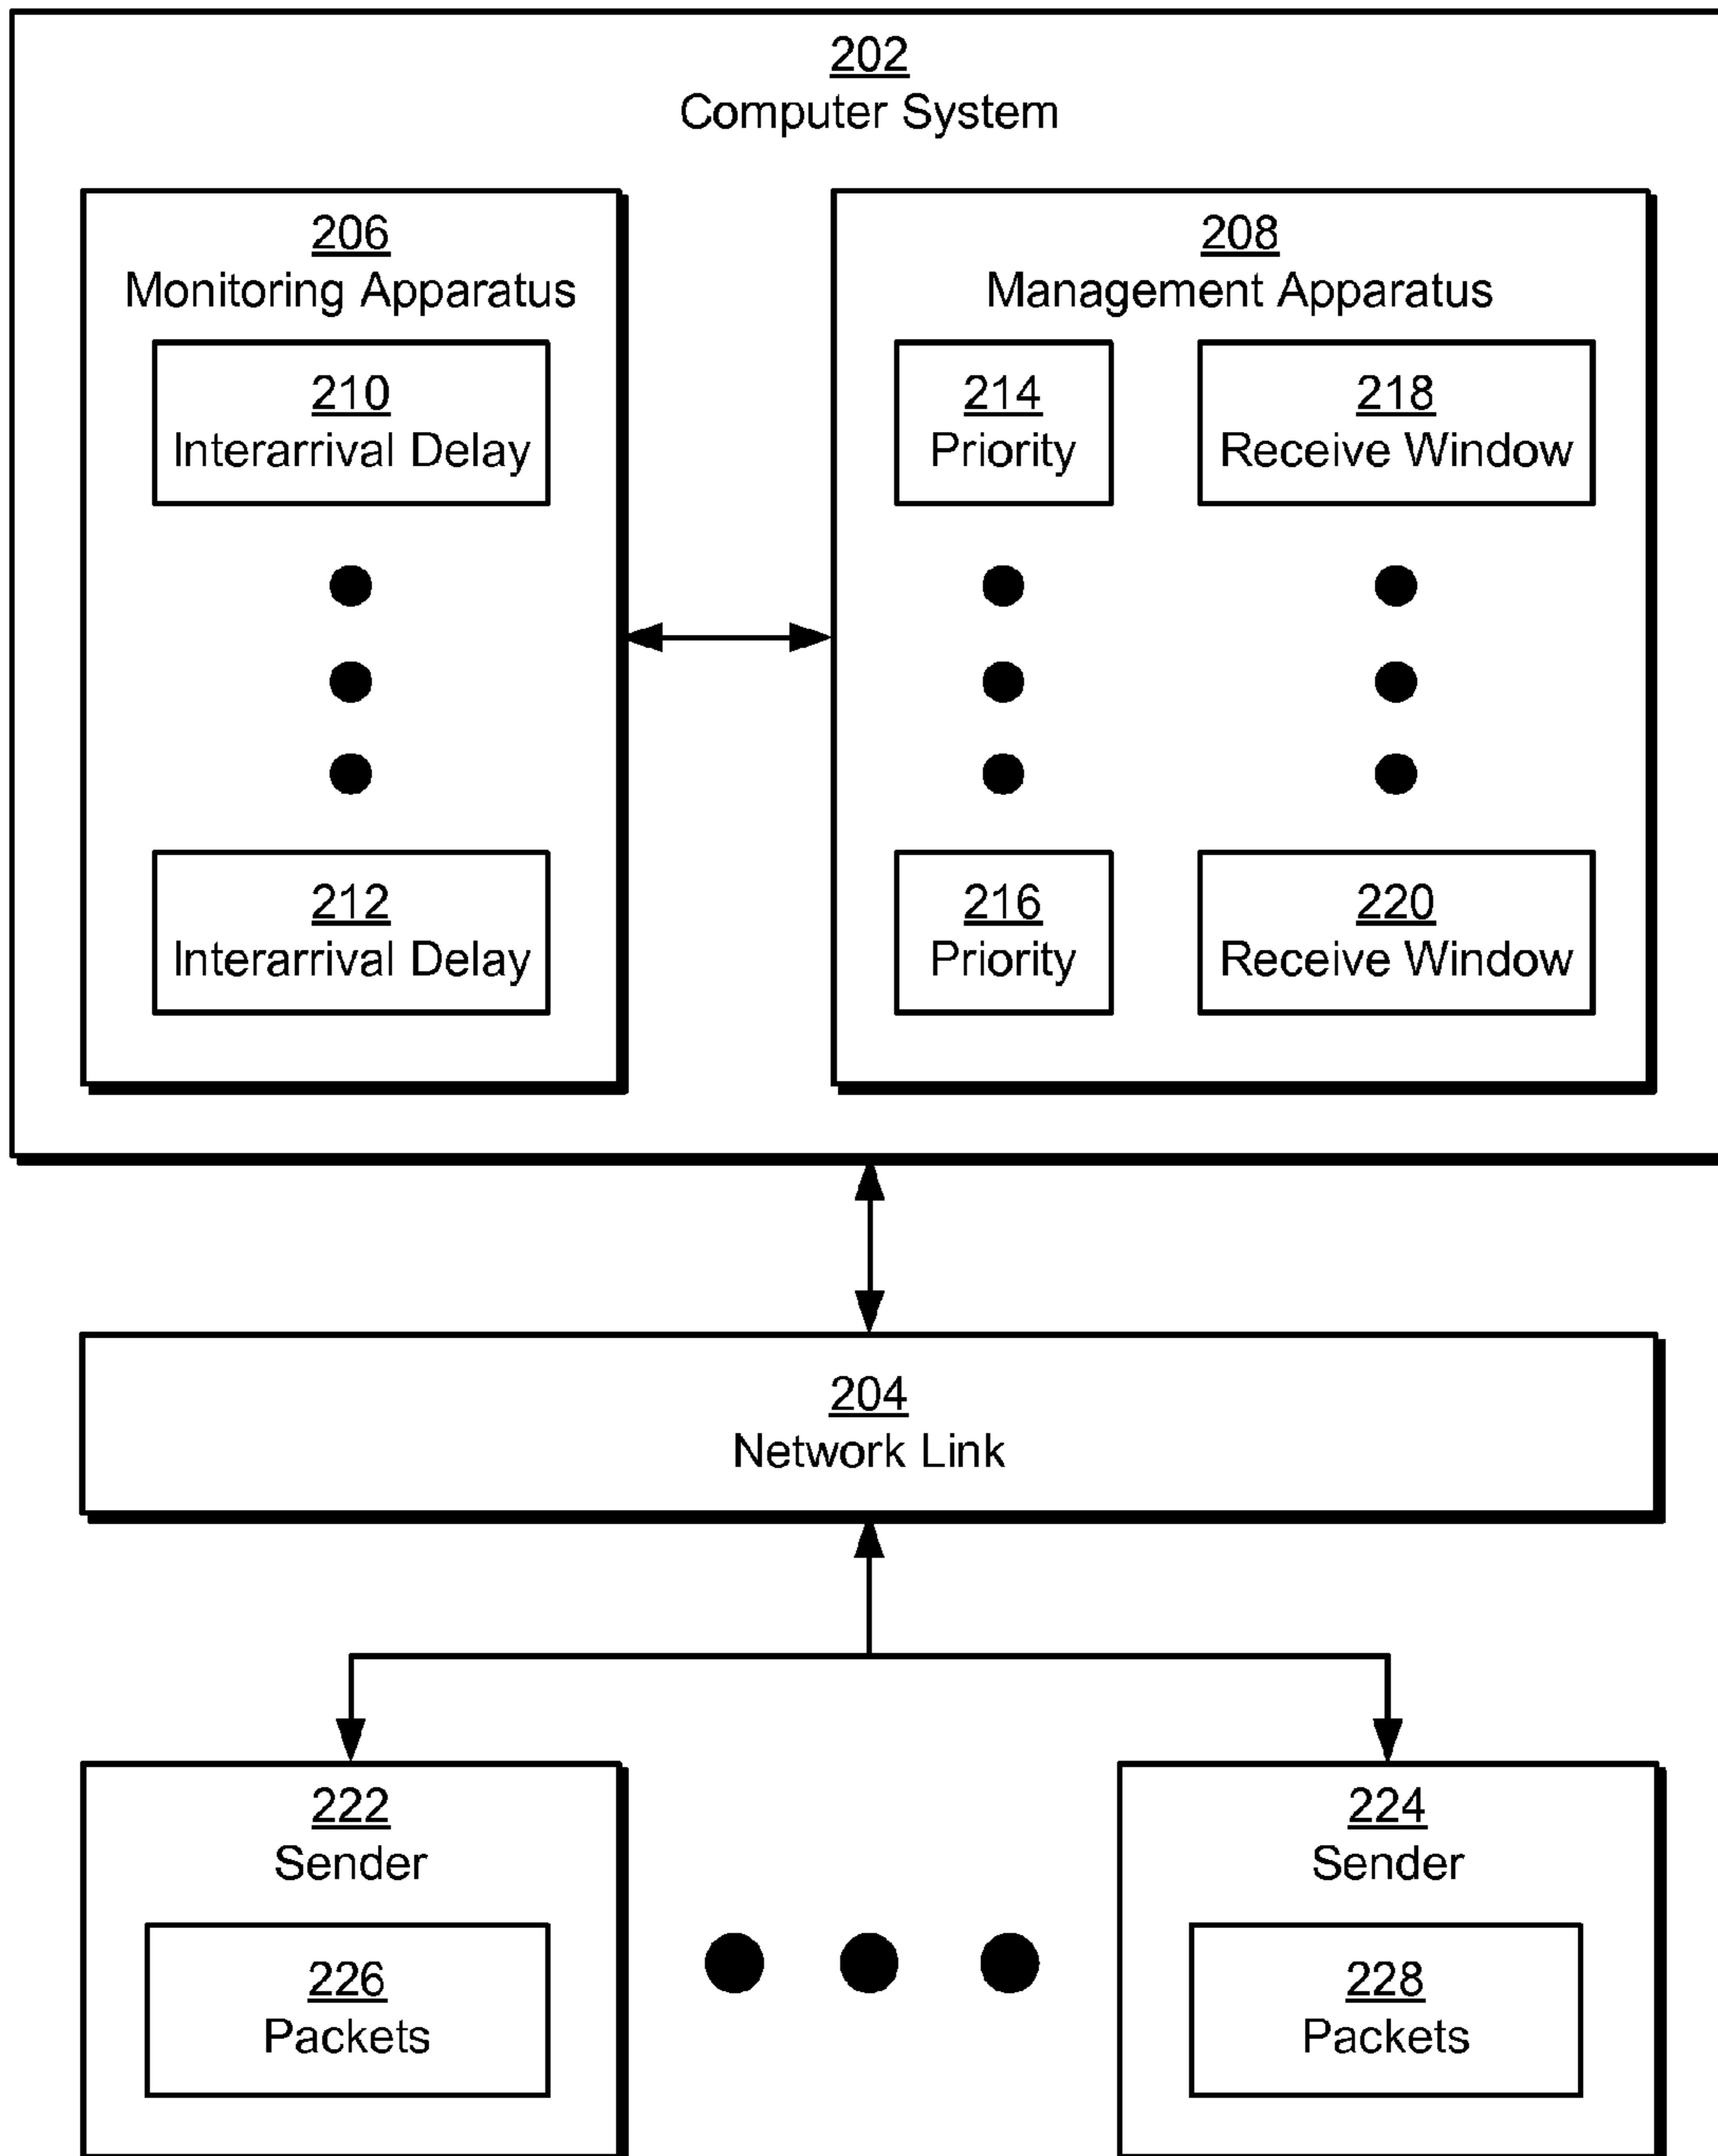 202
Computer System
206
Monitoring Apparatus
208
Management Apparatus
210
Interarrival Delay
214
Priority
218
Receive Window
212
Interarrival Delay
216
Priority
220
Receive Window
204
Network Link
222
Sender
224
Sender
226
Packets
228
Packets